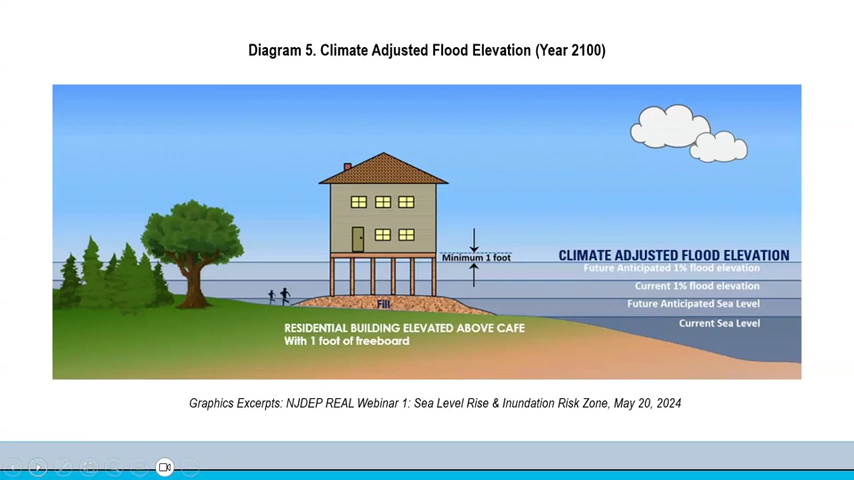 Diagram 5. Climate Adjusted Flood Elevation (Year 2100)
CLIMATE ADJUSTED FLOOD ELEVATION
Minimum 1 foot
Future Anticipated 1% flood elevation
Current 1% flood elevation
Future Anticipated Sea Level
Fill
Current Sea Level
RESIDENTIAL BUILDING ELEVATED ABOVE CAFE
With 1 foot of freeboard
Graphics Excerpts: NJDEP REAL Webinar 1: Sea Level Rise & Inundation Risk Zone, May 20, 2024